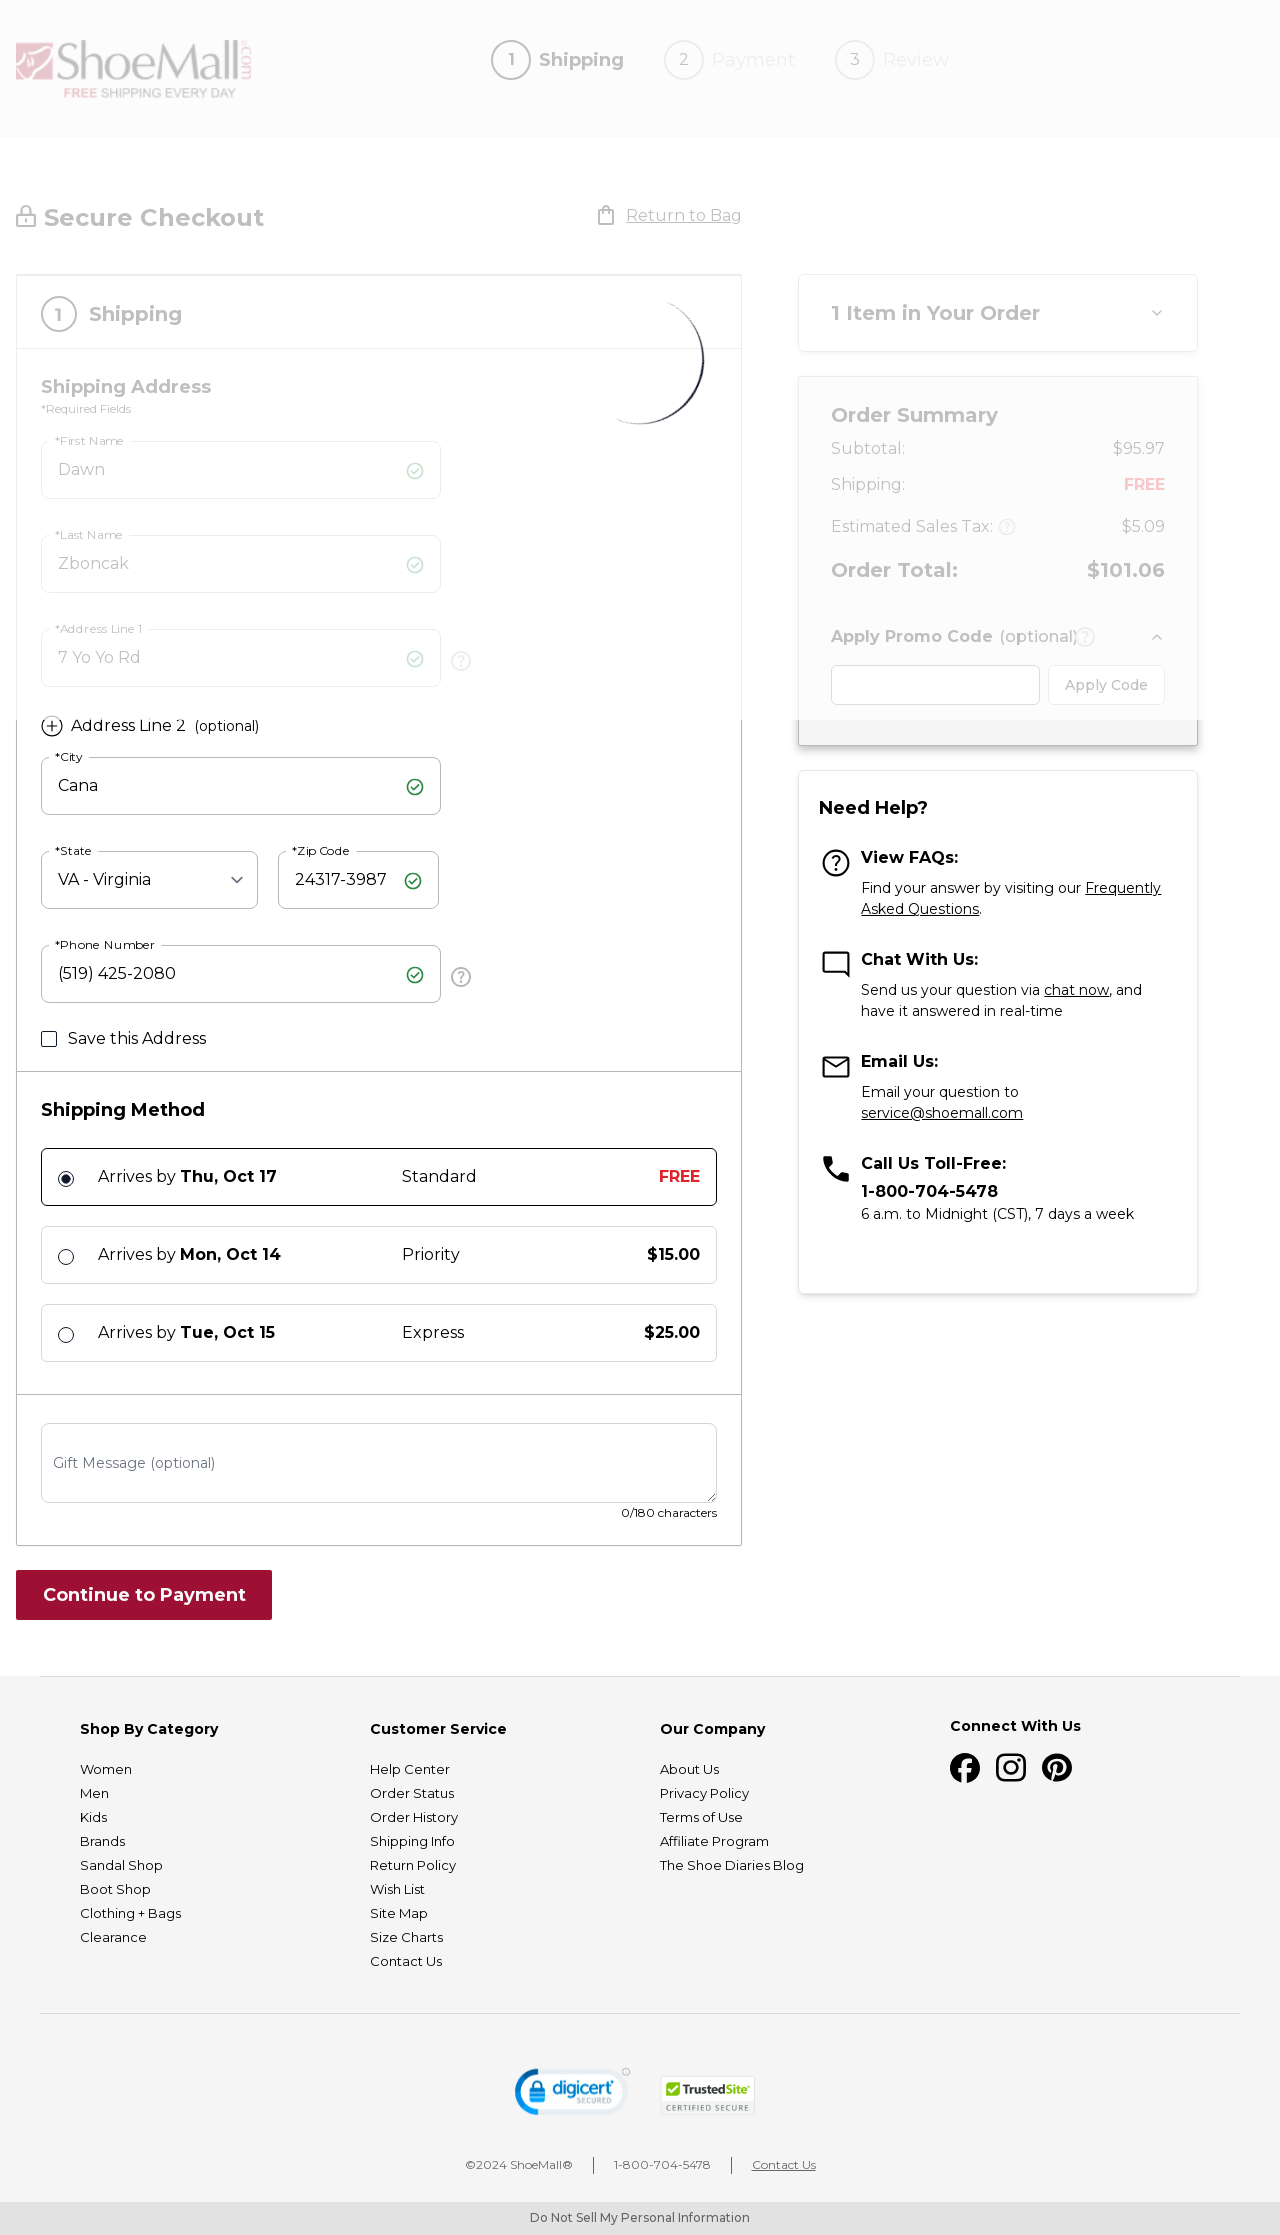 ShoeMall.com
FREE SHIPPING EVERY DAY
1 Shipping
2 Payment
3 Review
Secure Checkout
Return to Bag
1 Shipping
Shipping Address
*Required Fields
*First Name
Dawn
*Last Name
Zboncak
*Address Line 1
7 Yo Yo Rd
Address Line 2 (optional)
*City
Cana
*State
VA - Virginia
*Zip Code
24317-3987
*Phone Number
(519) 425-2080
Save this Address
Shipping Method
Arrives by Thu, Oct 17 Standard FREE
Arrives by Mon, Oct 14 Priority $15.00
Arrives by Tue, Oct 15 Express $25.00
Gift Message (optional)
0/180 characters
Continue to Payment
1 Item in Your Order
Order Summary
Subtotal: $95.97
Shipping: FREE
Estimated Sales Tax: $5.09
Order Total: $101.06
Apply Promo Code (optional)
Apply Code
Need Help?
View FAQs:
Find your answer by visiting our Frequently
Asked Questions.
Chat With Us:
Send us your question via chat now, and
have it answered in real-time
Email Us:
Email your question to
service@shoemall.com
Call Us Toll-Free:
1-800-704-5478
6 a.m. to Midnight (CST), 7 days a week
Shop By Category
Women
Men
Kids
Brands
Sandal Shop
Boot Shop
Clothing + Bags
Clearance
Customer Service
Help Center
Order Status
Order History
Shipping Info
Return Policy
Wish List
Site Map
Size Charts
Contact Us
Our Company
About Us
Privacy Policy
Terms of Use
Affiliate Program
The Shoe Diaries Blog
Connect With Us
digicert
SECURED
TrustedSite
CERTIFIED SECURE
©2024 ShoeMall®
1-800-704-5478
Contact Us
Do Not Sell My Personal Information